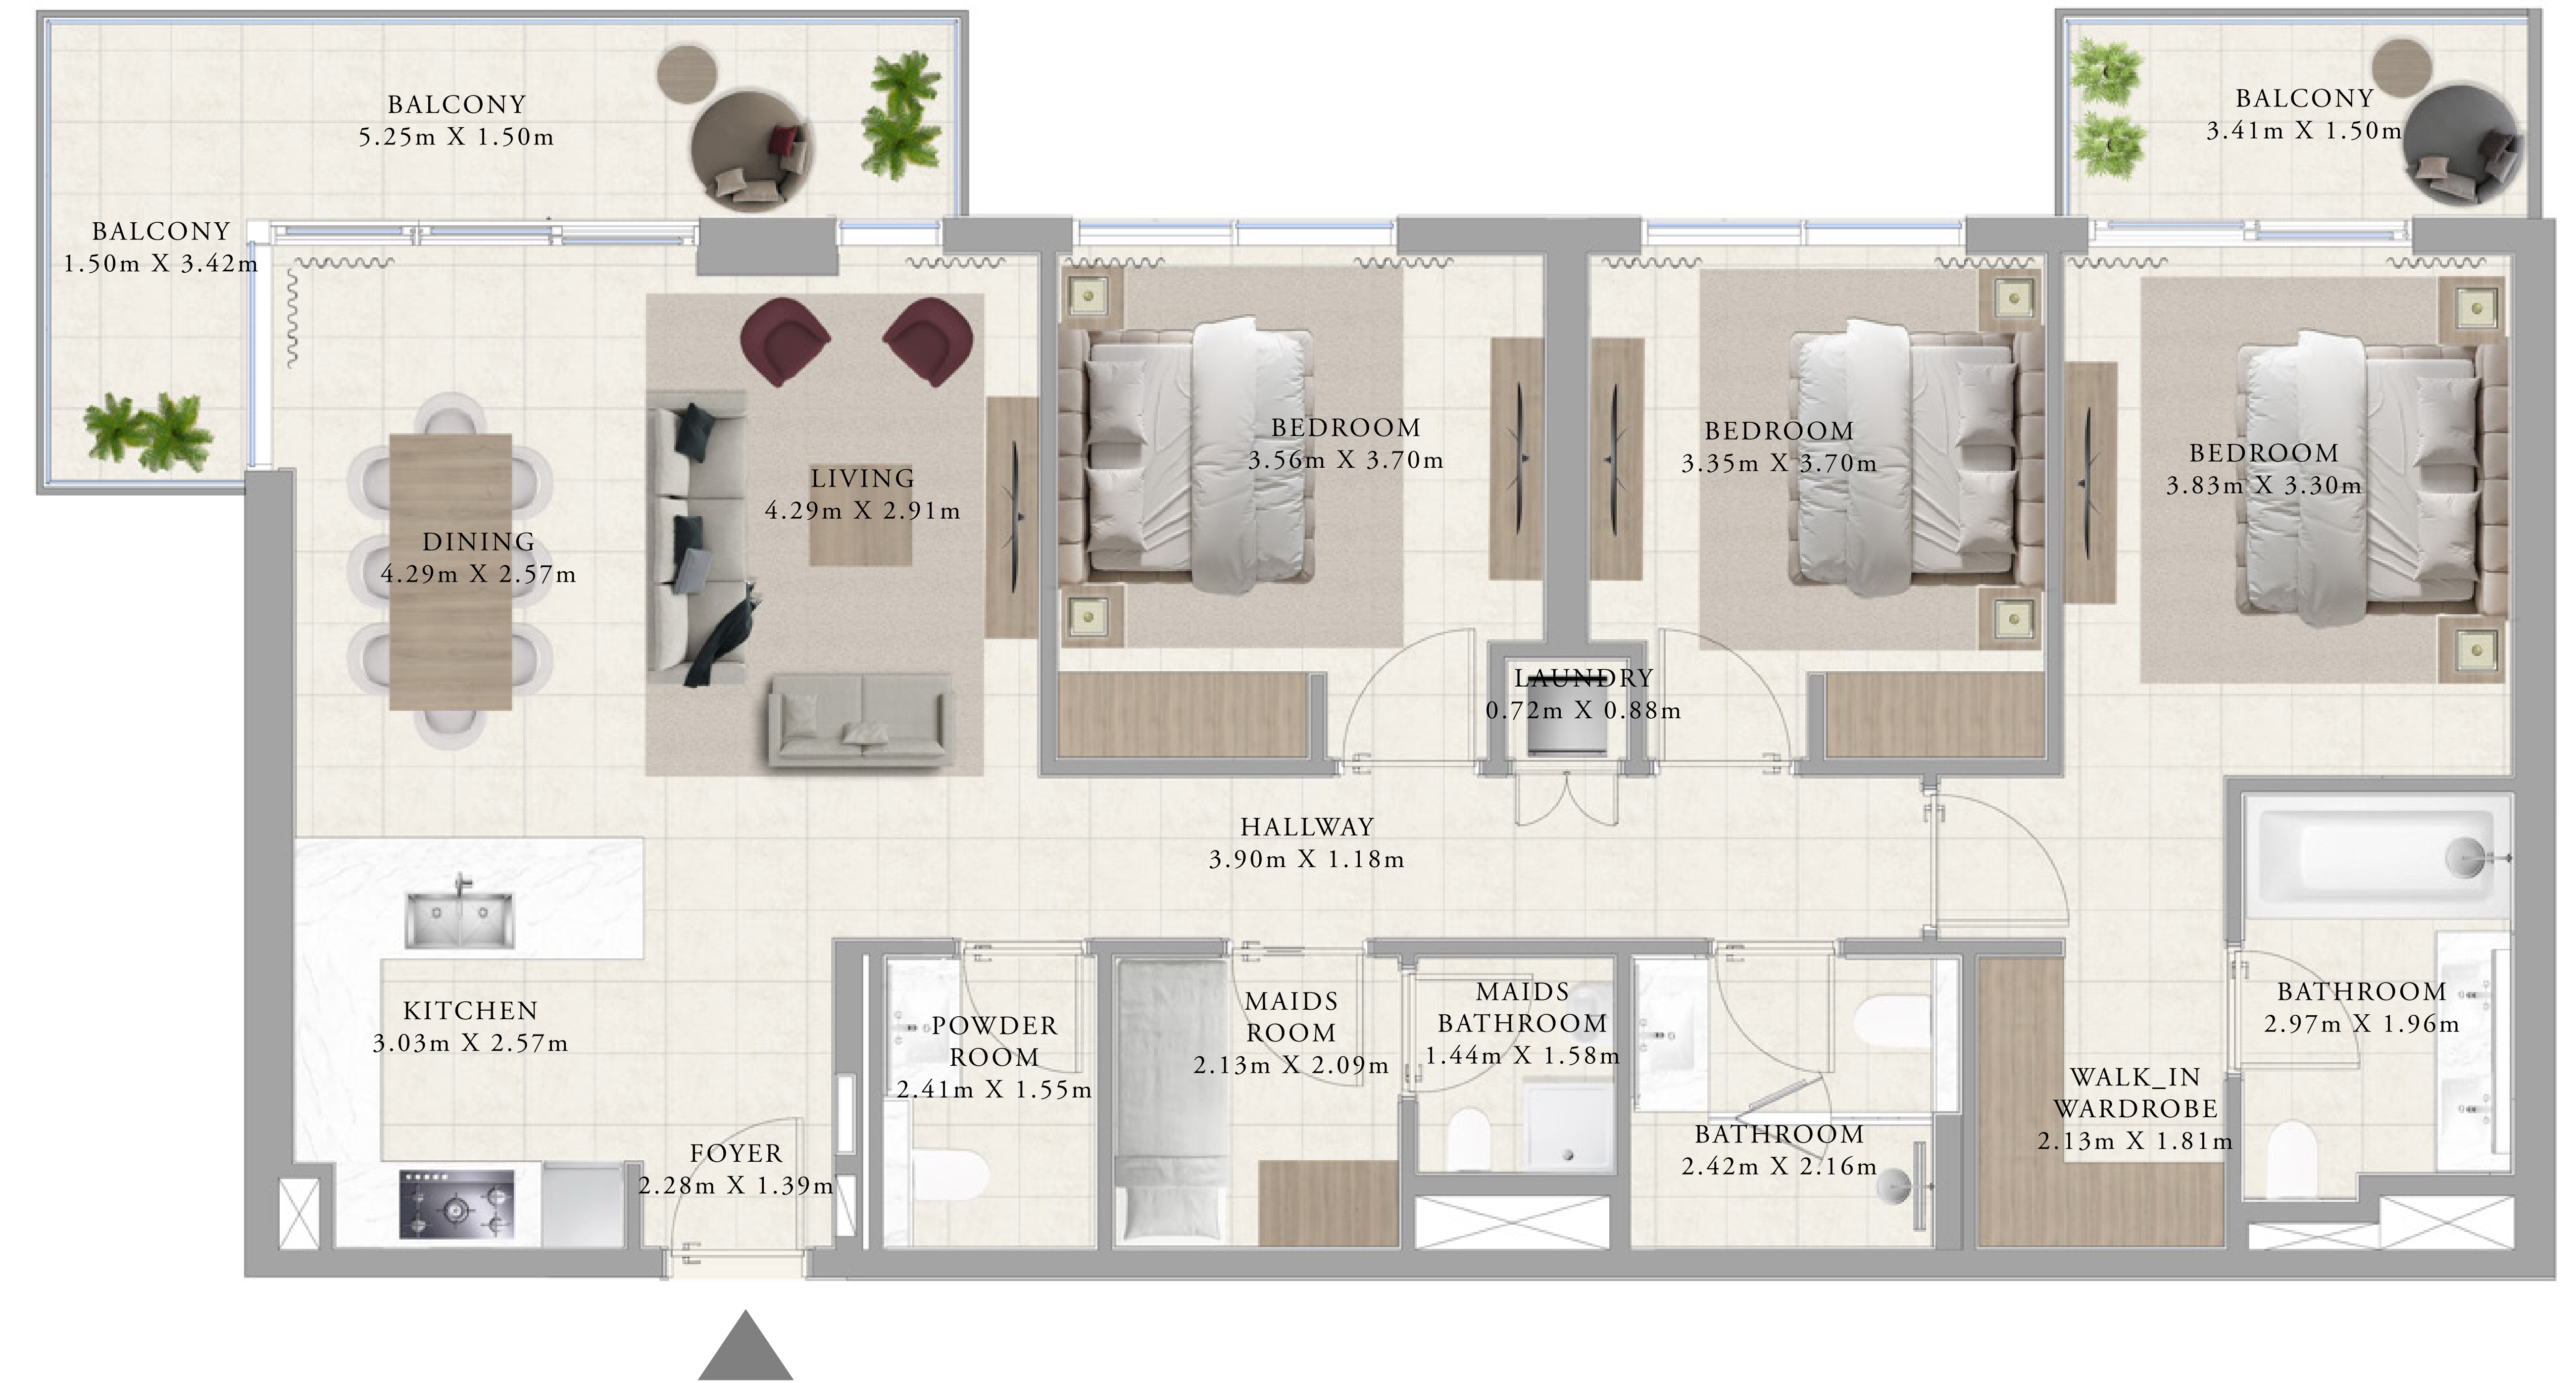 BALCONY
5.25m X 1.50m
BALCONY
3.41m X 1.50m
BALCONY
1.50m X 3.42m
BEDROOM
3.56m X 3.70m
BEDROOM
3.35m X 3.70m
BEDROOM
3.83m X 3.30m
LIVING
4.29m X 2.91m
DINING
4.29m X 2.57m
LAUNDRY
0.72m X 0.88m
HALLWAY
3.90m X 1.18m
KITCHEN
3.03m X 2.57m
POWDER
ROOM
2.41m X 1.55m
MAIDS
ROOM
2.13m X 2.09m
MAIDS
BATHROOM
1.44m X 1.58m
BATHROOM
2.97m X 1.96m
WALK_IN
WARDROBE
2.13m X 1.81m
BATHROOM
2.42m X 2.16m
FOYER
2.28m X 1.39m